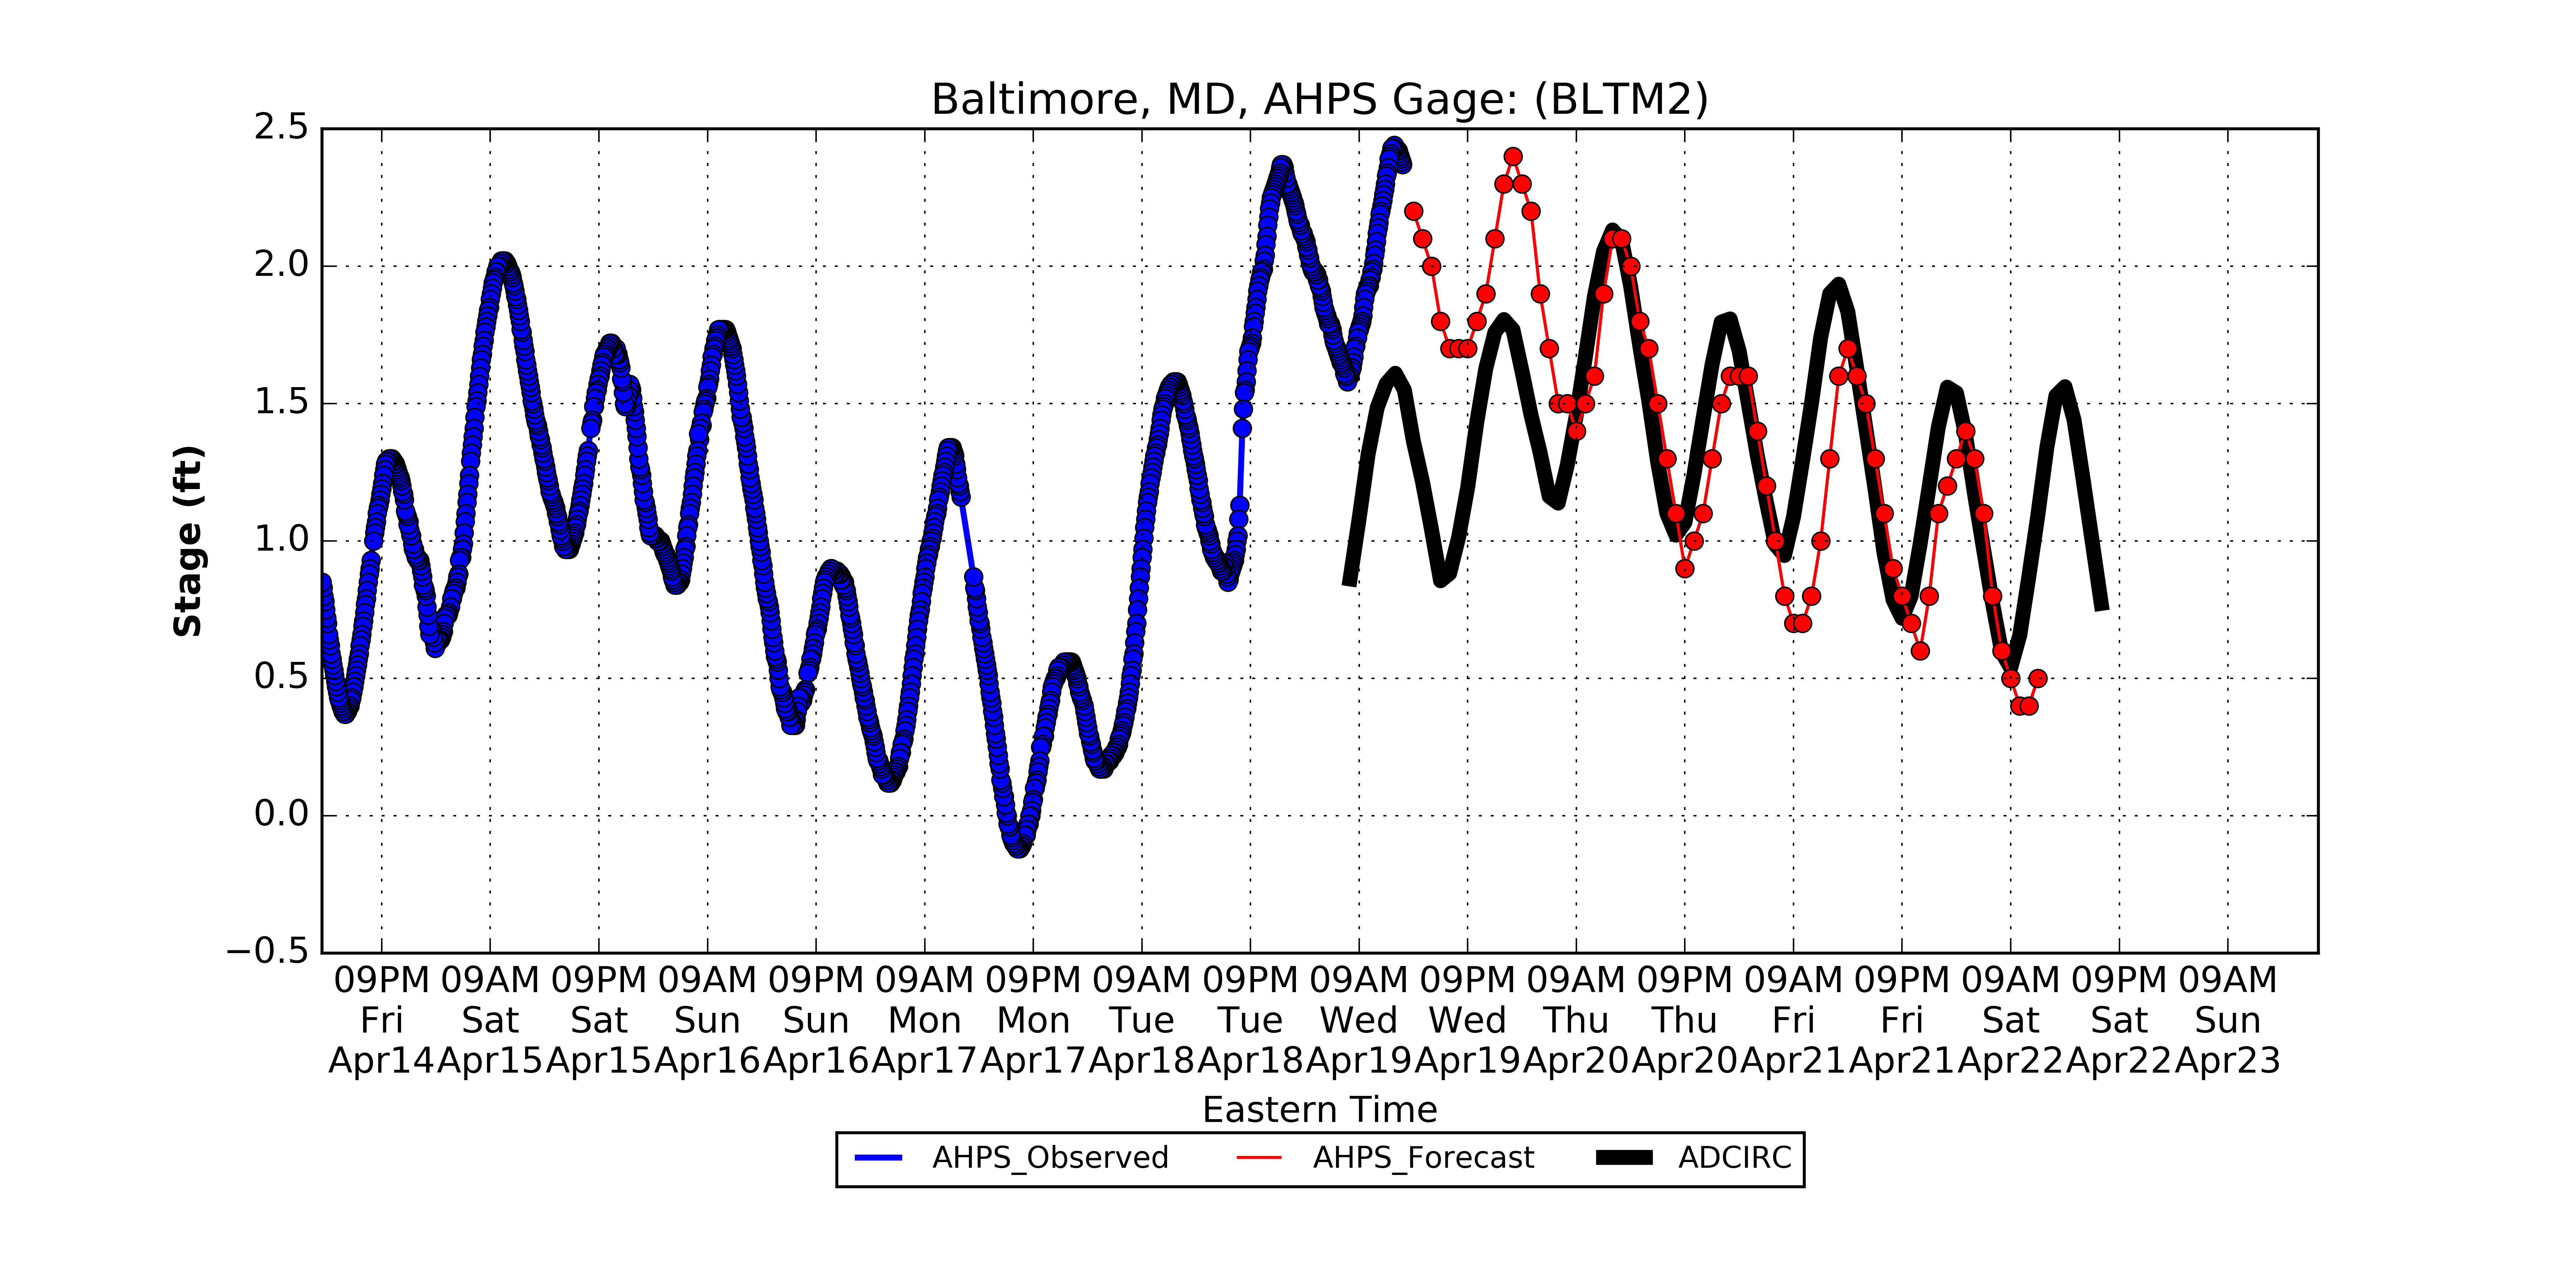 Baltimore, MD, AHPS Gage: (BLTM2)
2.5
2.0
1.5
1.0
0.5
0.0
−0.5
Stage (ft)
09PM 09AM 09PM 09AM 09PM 09AM 09PM 09AM 09PM 09AM 09PM 09AM 09PM 09AM 09PM 09AM 09PM 09AM
Fri Sat Sat Sun Sun Mon Mon Tue Tue Wed Wed Thu Thu Fri Fri Sat Sat Sun
Apr14 Apr15 Apr15 Apr16 Apr16 Apr17 Apr17 Apr18 Apr18 Apr19 Apr19 Apr20 Apr20 Apr21 Apr21 Apr22 Apr22 Apr23
Eastern Time
AHPS_Observed AHPS_Forecast ADCIRC